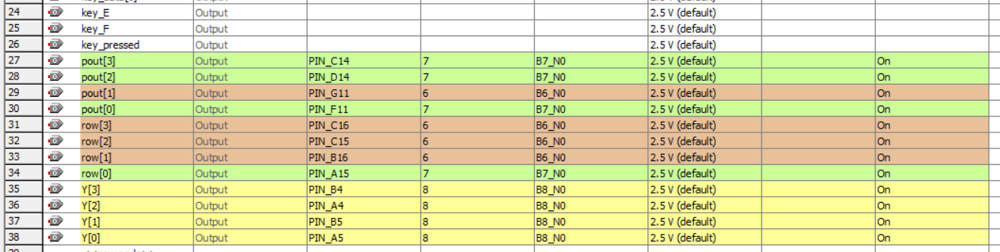 24 key_E Output 2.5 V (default)
25 key_F Output 2.5 V (default)
26 key_pressed Output 2.5 V (default)
27 pout[3] Output PIN_C14 7 B7_N0 2.5 V (default) On
28 pout[2] Output PIN_D14 7 B7_N0 2.5 V (default) On
29 pout[1] Output PIN_G11 6 B6_N0 2.5 V (default) On
30 pout[0] Output PIN_F11 7 B7_N0 2.5 V (default) On
31 row[3] Output PIN_C16 6 B6_N0 2.5 V (default) On
32 row[2] Output PIN_C15 6 B6_N0 2.5 V (default) On
33 row[1] Output PIN_B16 6 B6_N0 2.5 V (default) On
34 row[0] Output PIN_A15 7 B7_N0 2.5 V (default) On
35 Y[3] Output PIN_B4 8 B8_N0 2.5 V (default) On
36 Y[2] Output PIN_A4 8 B8_N0 2.5 V (default) On
37 Y[1] Output PIN_B5 8 B8_N0 2.5 V (default) On
38 Y[0] Output PIN_A5 8 B8_N0 2.5 V (default) On